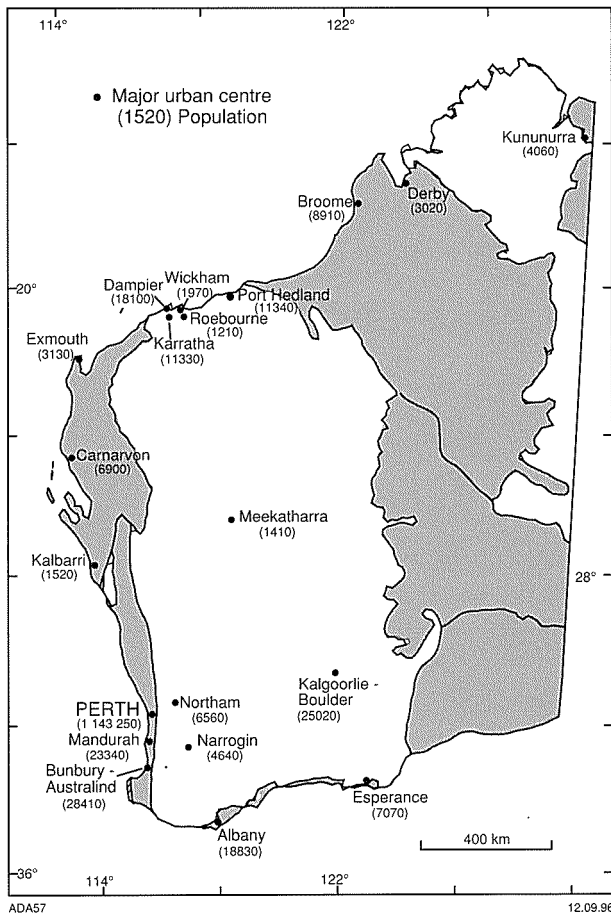 114°
122°
Major urban centre
(1520) Population
Kununurra
(4060)
Derby
(3020)
Broome
(8910)
20°
Wickham
(1970)
Dampier
(18100)
Port Hedland
(11340)
Roebourne
(1210)
Karratha
(11330)
Exmouth
(3130)
Carnarvon
(6900)
Meekatharra
(1410)
Kalbarri
(1520)
28°
Kalgoorlie -
Boulder
(25020)
Northam
(6560)
PERTH
(1 143 250)
Mandurah
(23340)
Narrogin
(4640)
Bunbury -
Australind
(28410)
Esperance
(7070)
Albany
(18830)
400 km
36°
114°
122°
ADA57
12.09.96